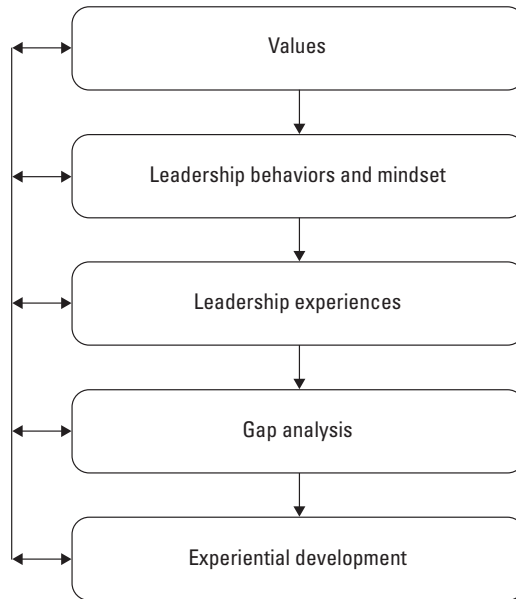 Values
Leadership behaviors and mindset
Leadership experiences
Gap analysis
Experiential development